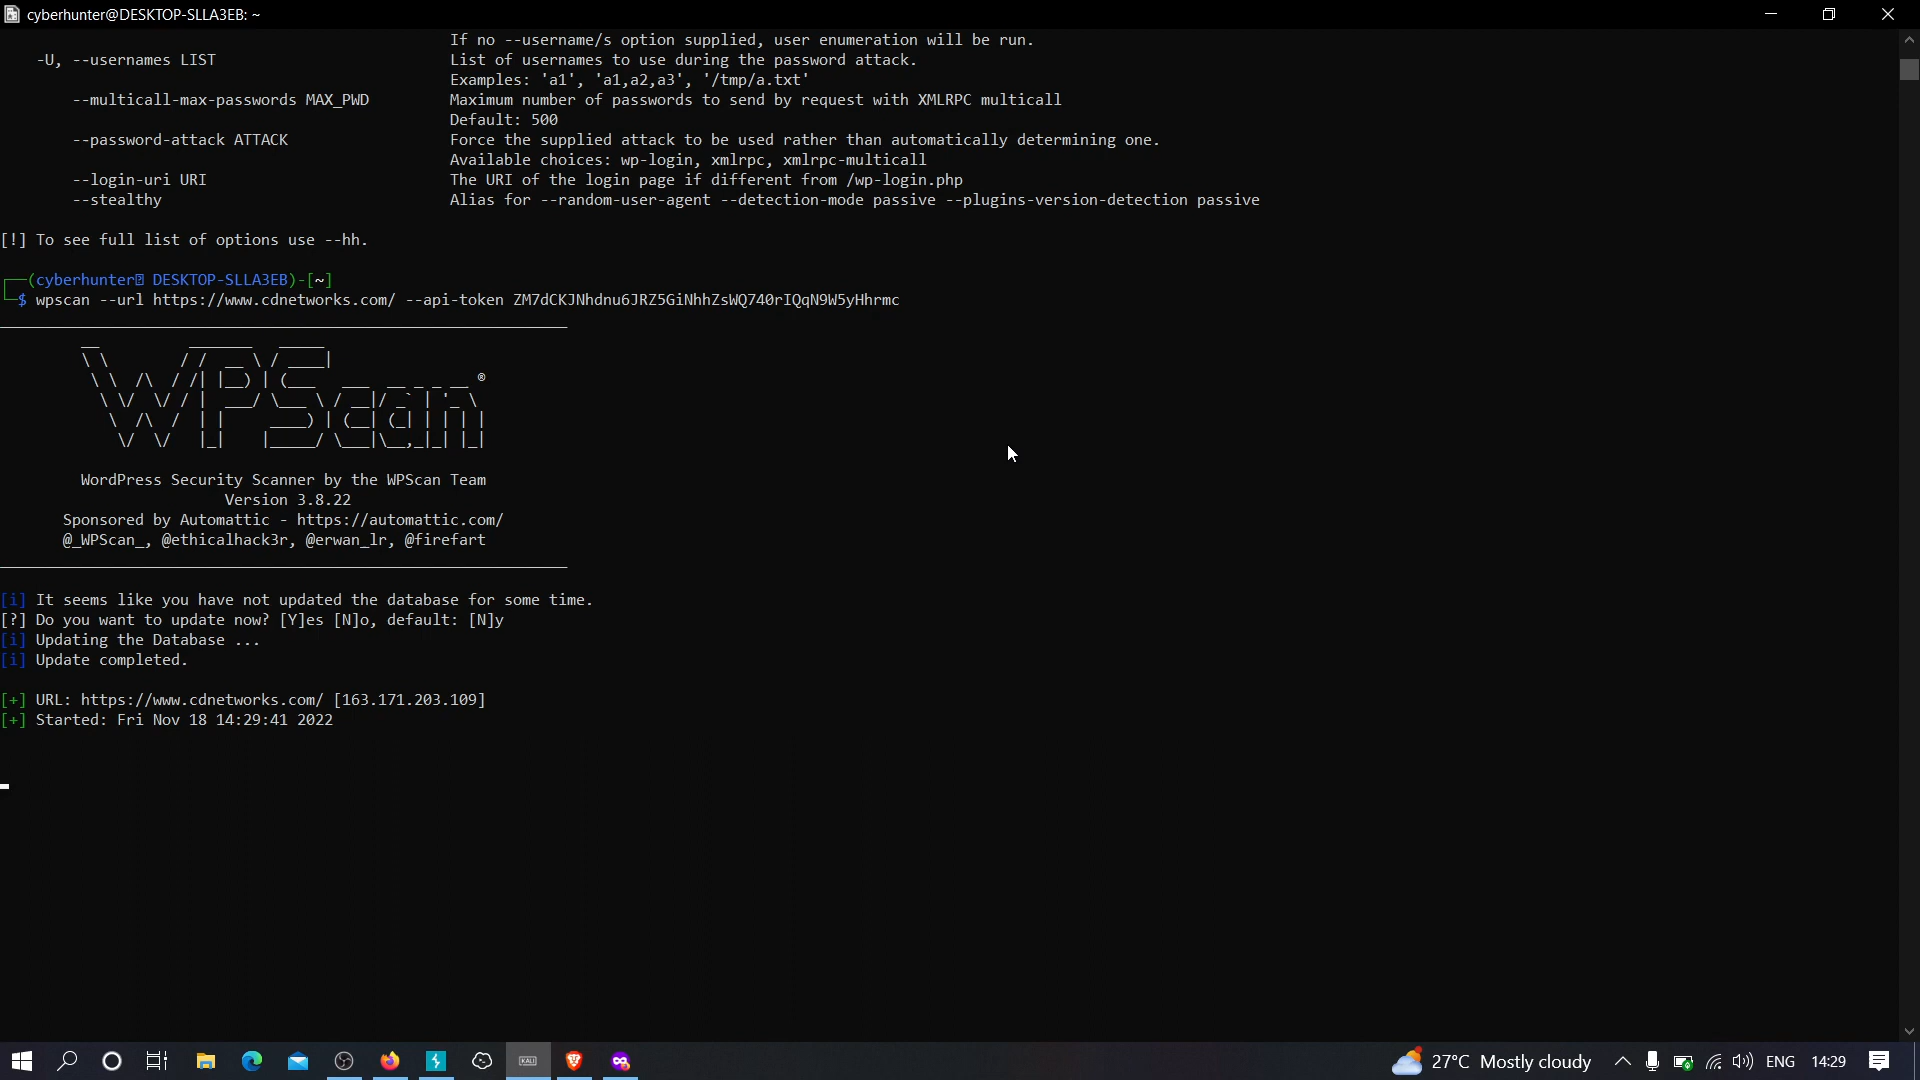 cyberhunter@DESKTOP-SLLA3EB: ~
If no --username/s option supplied, user enumeration will be run.
-U, --usernames LIST List of usernames to use during the password attack.
Examples: 'a1', 'a1,a2,a3', '/tmp/a.txt'
--multicall-max-passwords MAX_PWD Maximum number of passwords to send by request with XMLRPC multicall
Default: 500
--password-attack ATTACK Force the supplied attack to be used rather than automatically determining one.
Available choices: wp-login, xmlrpc, xmlrpc-multicall
--login-uri URI The URI of the login page if different from /wp-login.php
--stealthy Alias for --random-user-agent --detection-mode passive --plugins-version-detection passive
[!] To see full list of options use --hh.
(cyberhunter DESKTOP-SLLA3EB)-[~]
$ wpscan --url https://www.cdnetworks.com/ --api-token ZM7dCKJNhdnu6JRZ5GiNhhZsWQ740rIQqN9W5yHhrmc
WPScan ®
WordPress Security Scanner by the WPScan Team
Version 3.8.22
Sponsored by Automattic - https://automattic.com/
@_WPScan_, @ethicalhack3r, @erwan_lr, @firefart
[i] It seems like you have not updated the database for some time.
[?] Do you want to update now? [Y]es [N]o, default: [N]y
[i] Updating the Database ...
[i] Update completed.
[+] URL: https://www.cdnetworks.com/ [163.171.203.109]
[+] Started: Fri Nov 18 14:29:41 2022
KALI
27°C Mostly cloudy
ENG
14:29